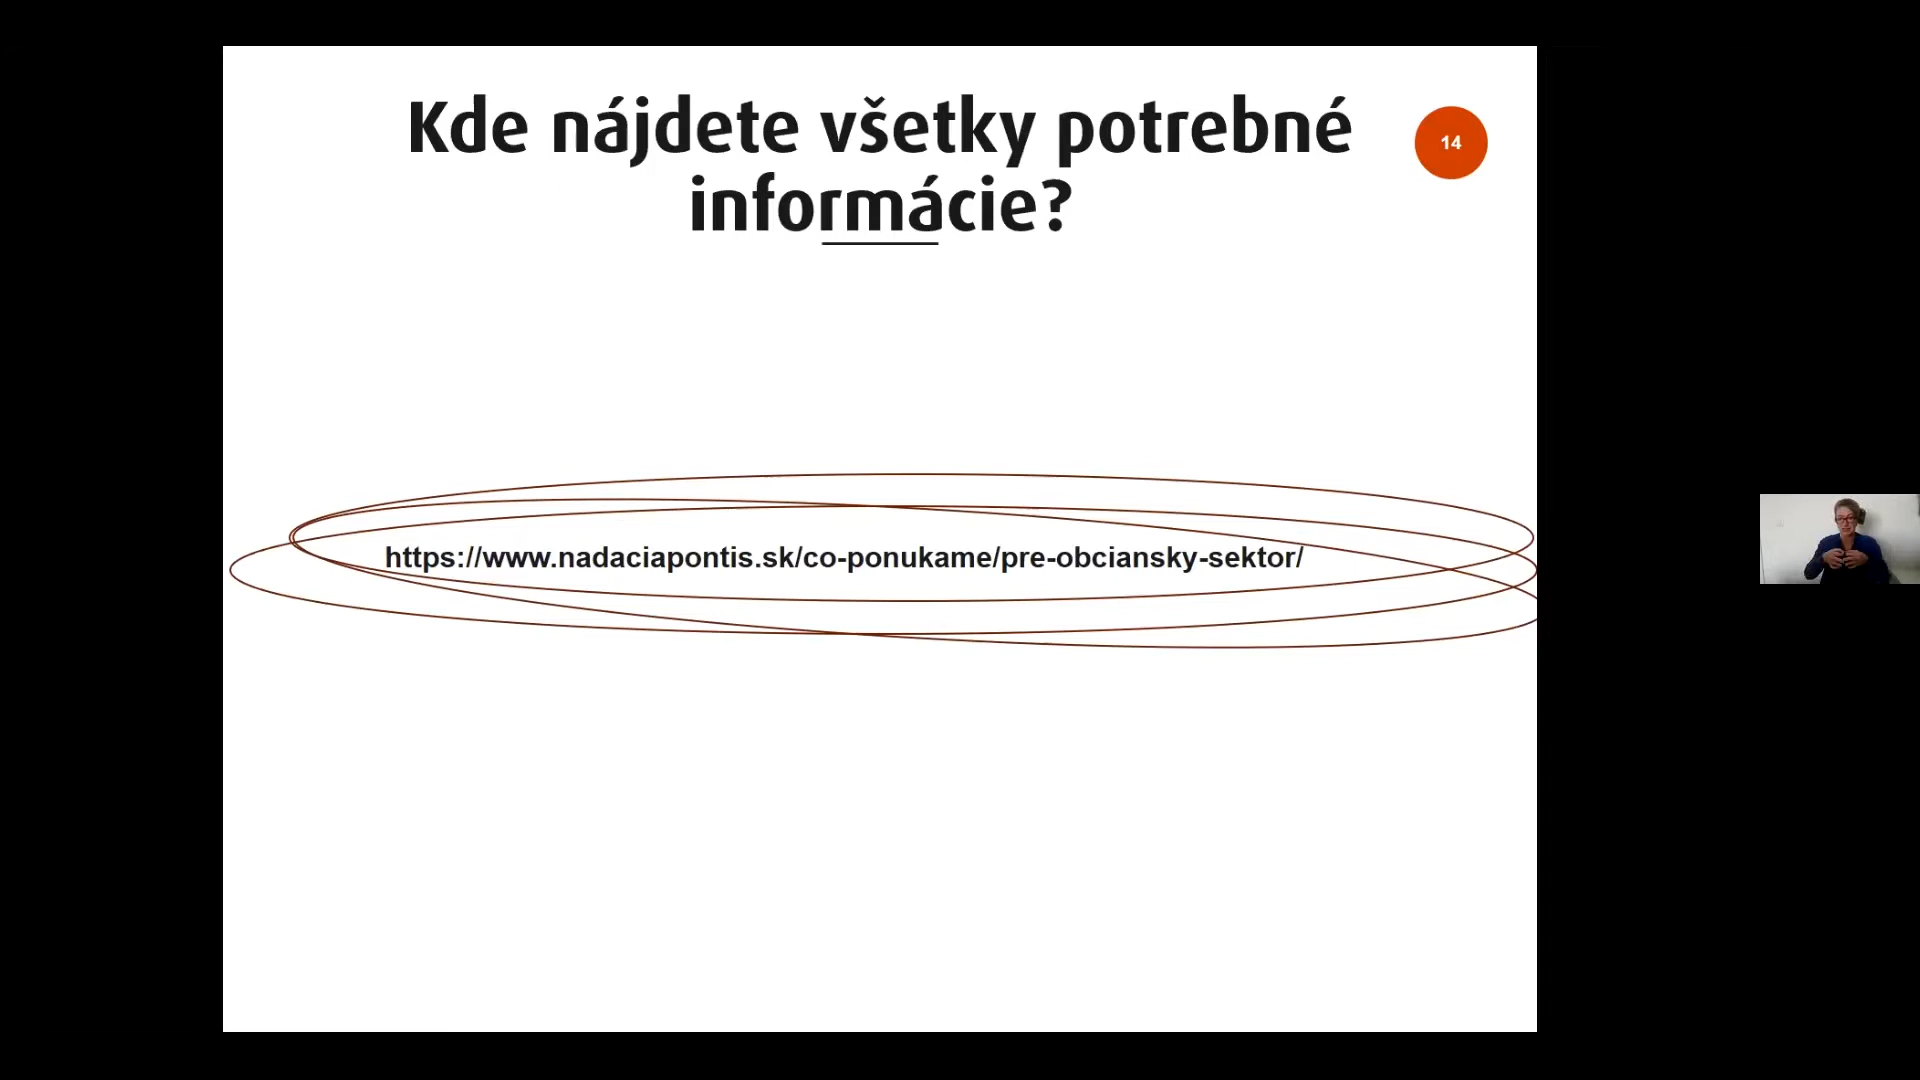 Kde nájdete všetky potrebné
informácie?
14
https://www.nadaciapontis.sk/co-ponukame/pre-obciansky-sektor/